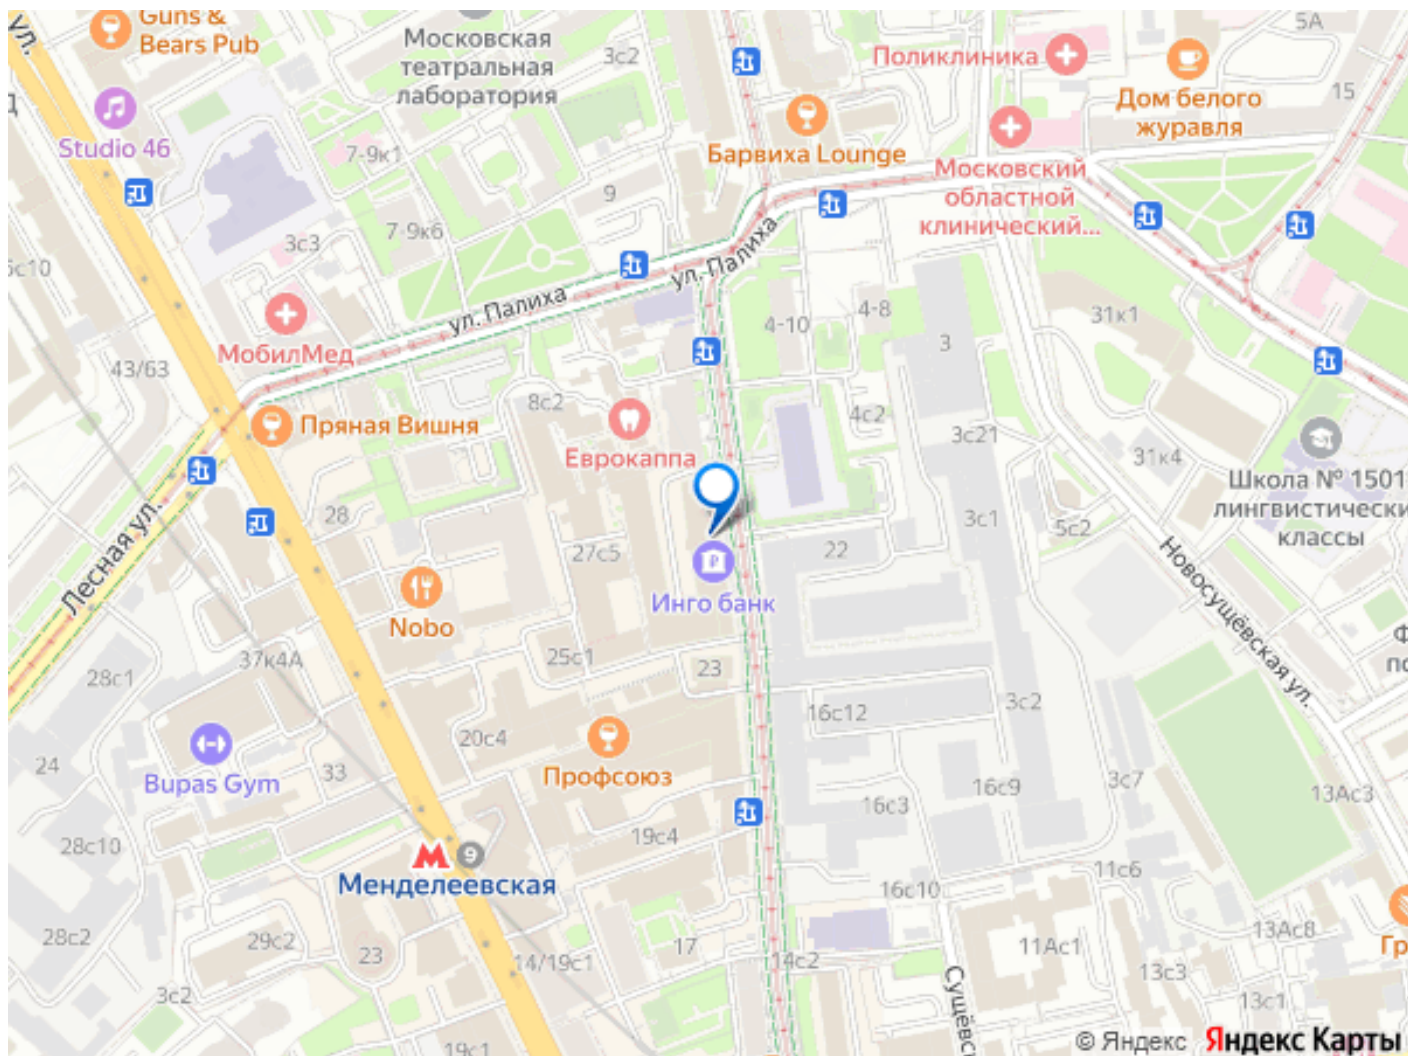 ул.
Guns &
Bears Pub
Московская
театральная
лаборатория
3с2
Поликлиника
5А
15
Дом белого
журавля
Studio 46
7-9к1
Барвиха Lounge
Московский
областной
клинический...
9
7-9к6
3с3
ул. Палиха
ул. Палиха
4-10
4-8
3
31к1
МобилМед
43/63
8с2
Пряная Вишня
Еврокаппа
4с2
3с21
31к4
Школа № 1501
лингвистически
классы
Лесная ул.
28
27с5
22
3с1
5с2
Новосущёвская ул.
Инго банк
Nobo
37к4А
25с1
23
28с1
16с12
3с2
20с4
Профсоюз
24
33
Bupas Gym
16с3
16с9
3с7
13Ас3
28с10
19с4
9
Менделеевская
11с6
16с10
28с2
29с2
23
14/19с1
17
14с2
11Ас1
13Ас8
Гр
13с3
3с2
13с1
Сущёвс
19с1
© Яндекс Яндекс Карты